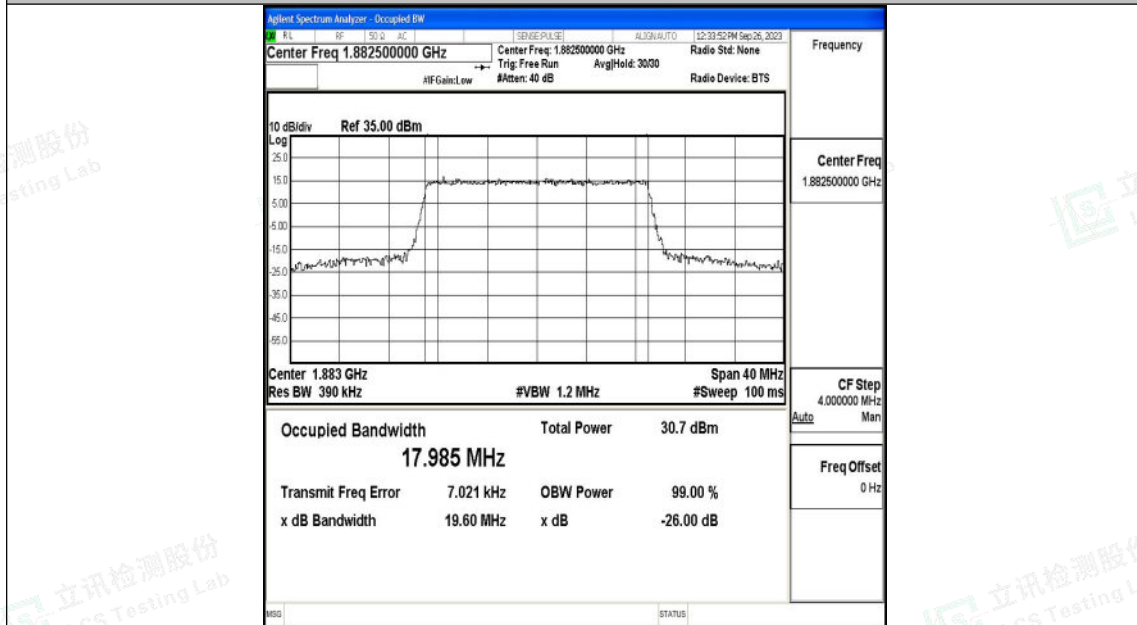 Agilent Spectrum Analyzer - Occupied BW
RL RF 50 Ω AC SENSE:PULSE ALIGNAUTO 12:33:52 PM Sep 26, 2023
Center Freq 1.882500000 GHz
Center Freq: 1.882500000 GHz
Radio Std: None
Trig: Free Run Avg|Hold: 30/30
#IFGain:Low
#Atten: 40 dB
Radio Device: BTS
10 dB/div Ref 35.00 dBm
Log
25.0
15.0
5.00
-5.00
-15.0
-25.0
-35.0
-45.0
-55.0
Center 1.883 GHz Span 40 MHz
Res BW 390 kHz #VBW 1.2 MHz #Sweep 100 ms
Occupied Bandwidth
17.985 MHz
Total Power 30.7 dBm
Transmit Freq Error 7.021 kHz OBW Power 99.00 %
x dB Bandwidth 19.60 MHz x dB -26.00 dB
MSG STATUS
Frequency
Center Freq
1.882500000 GHz
CF Step
4.000000 MHz
Auto Man
Freq Offset
0 Hz
立讯检测股份
LCS Testing Lab